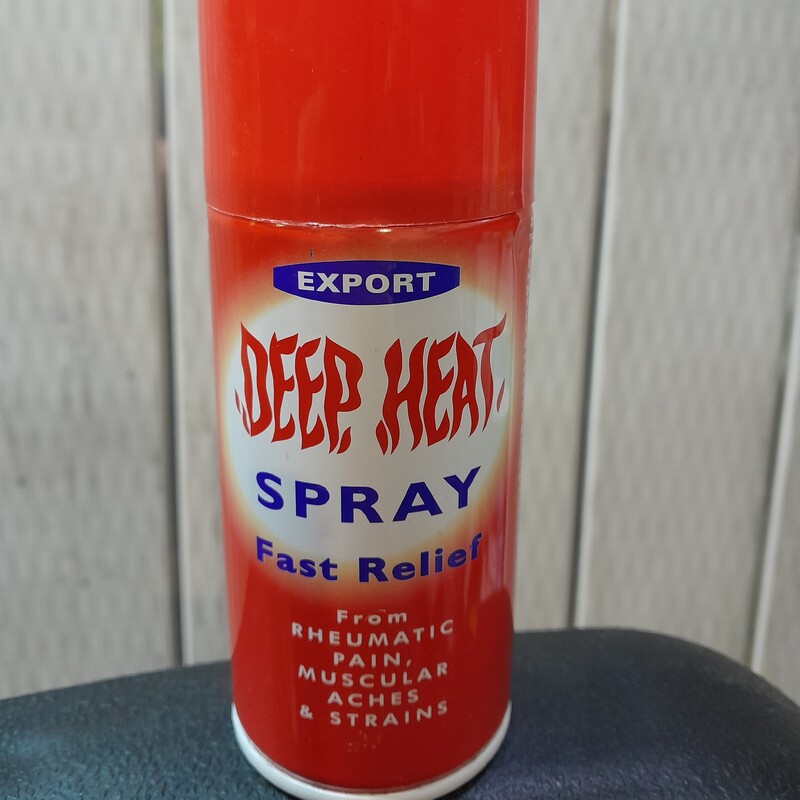 EXPORT
DEEP HEAT
SPRAY
Fast Relief
From
RHEUMATIC
PAIN,
MUSCULAR
ACHES
& STRAINS